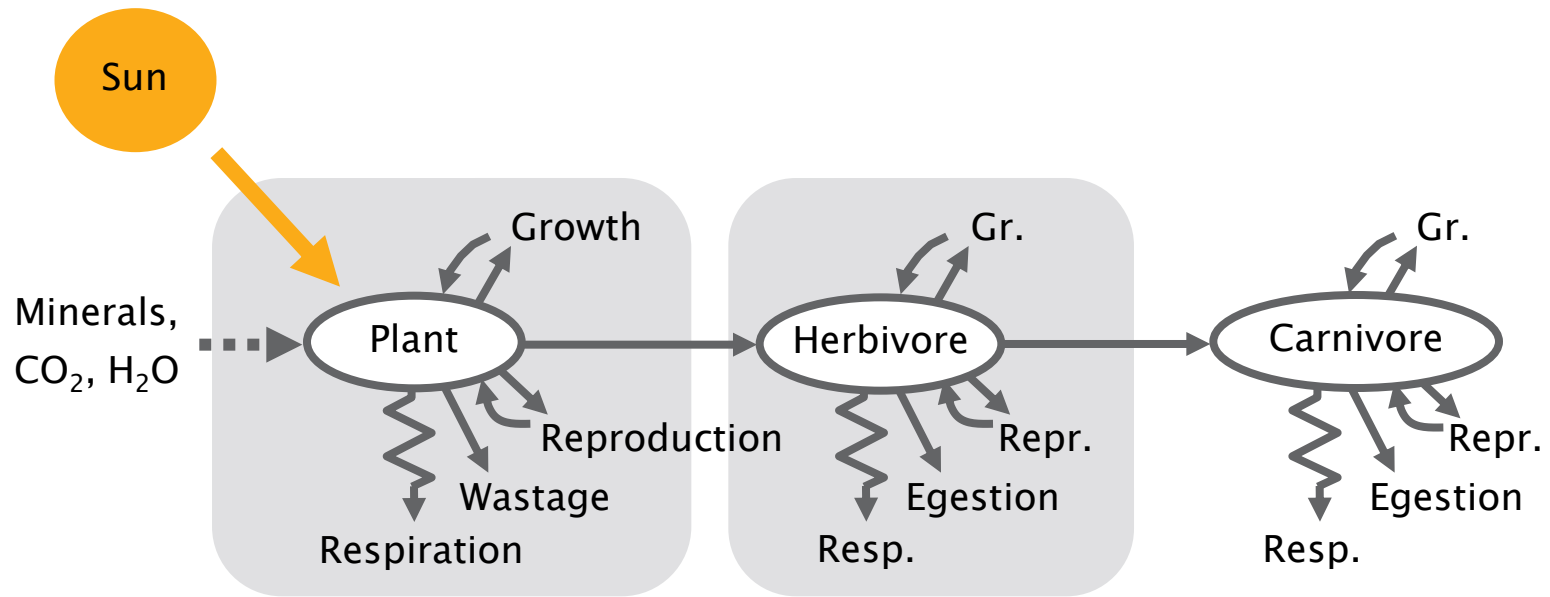 Sun
Growth
Gr.
Gr.
Minerals,
CO₂, H₂O
Plant
Herbivore
Carnivore
Reproduction
Repr.
Repr.
Wastage
Egestion
Egestion
Respiration
Resp.
Resp.